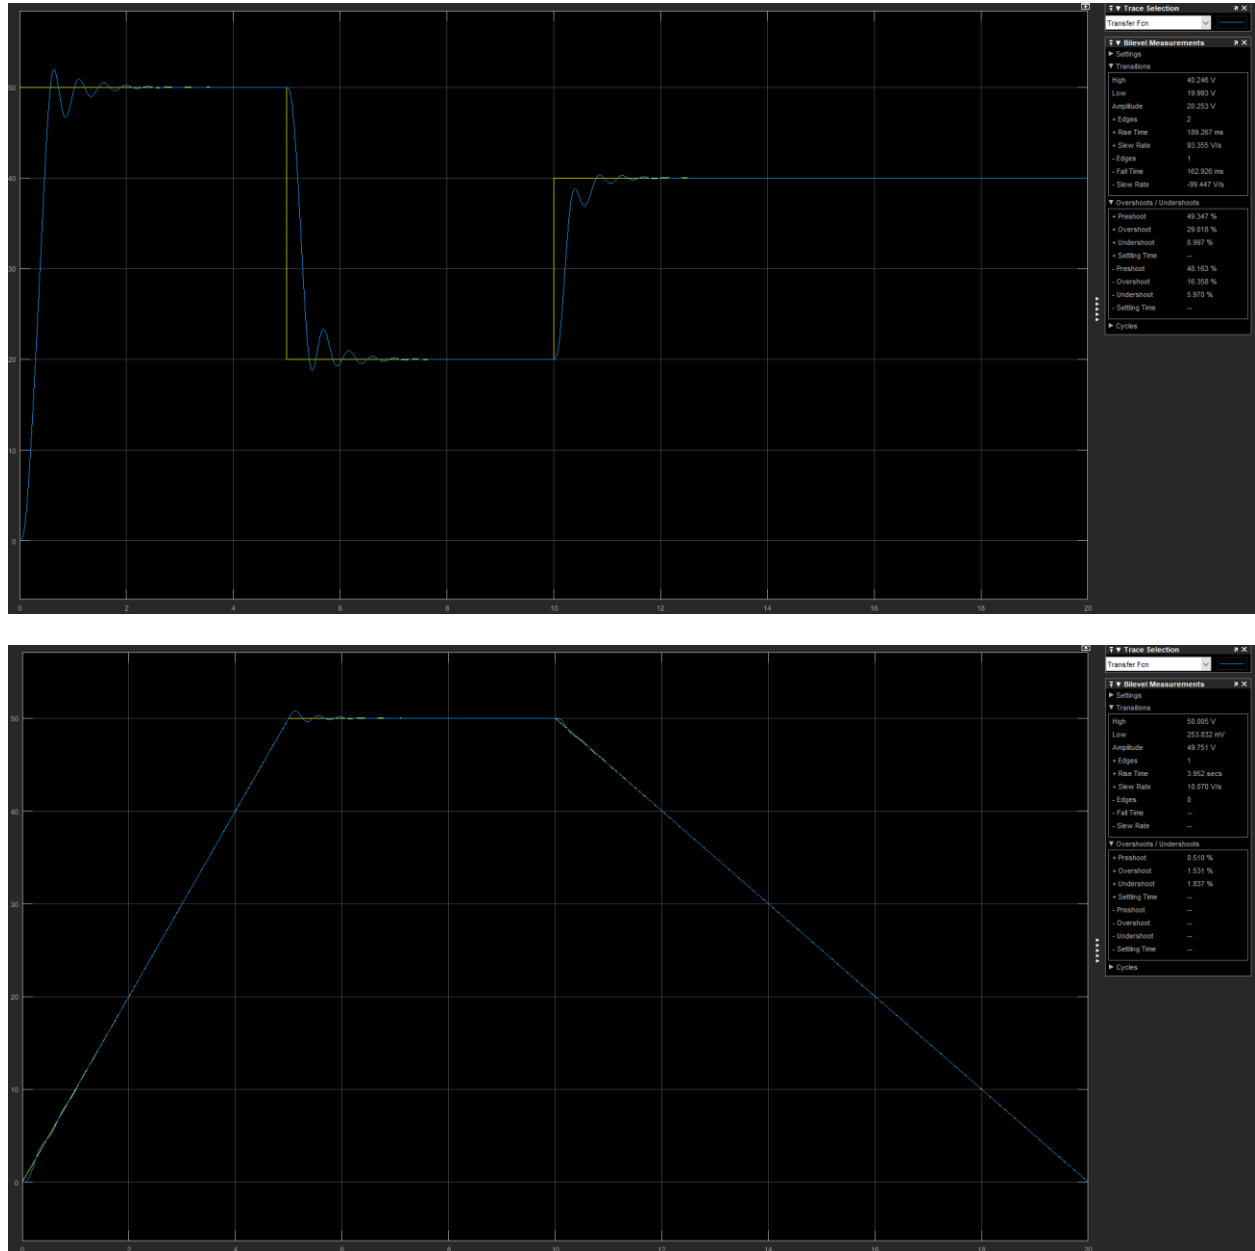 Trace Selection
Transfer Fcn
Bilevel Measurements
Settings
Transitions
High 40.246 V
Low 19.993 V
Amplitude 20.253 V
+ Edges 2
+ Rise Time 189.267 ms
+ Slew Rate 83.355 V/s
- Edges 1
- Fall Time 162.926 ms
- Slew Rate -99.447 V/s
Overshoots / Undershoots
+ Preshoot 49.347 %
+ Overshoot 29.018 %
+ Undershoot 0.997 %
+ Settling Time --
- Preshoot 48.163 %
- Overshoot 16.358 %
- Undershoot 5.970 %
- Settling Time --
Cycles
50
40
30
20
10
0
0 2 4 6 8 10 12 14 16 18 20
Trace Selection
Transfer Fcn
Bilevel Measurements
Settings
Transitions
High 50.005 V
Low 253.832 mV
Amplitude 49.751 V
+ Edges 1
+ Rise Time 3.952 secs
+ Slew Rate 10.070 V/s
- Edges 0
- Fall Time --
- Slew Rate --
Overshoots / Undershoots
+ Preshoot 0.510 %
+ Overshoot 1.531 %
+ Undershoot 1.837 %
+ Settling Time --
- Preshoot --
- Overshoot --
- Undershoot --
- Settling Time --
Cycles
50
40
30
20
10
0
0 2 4 6 8 10 12 14 16 18 20